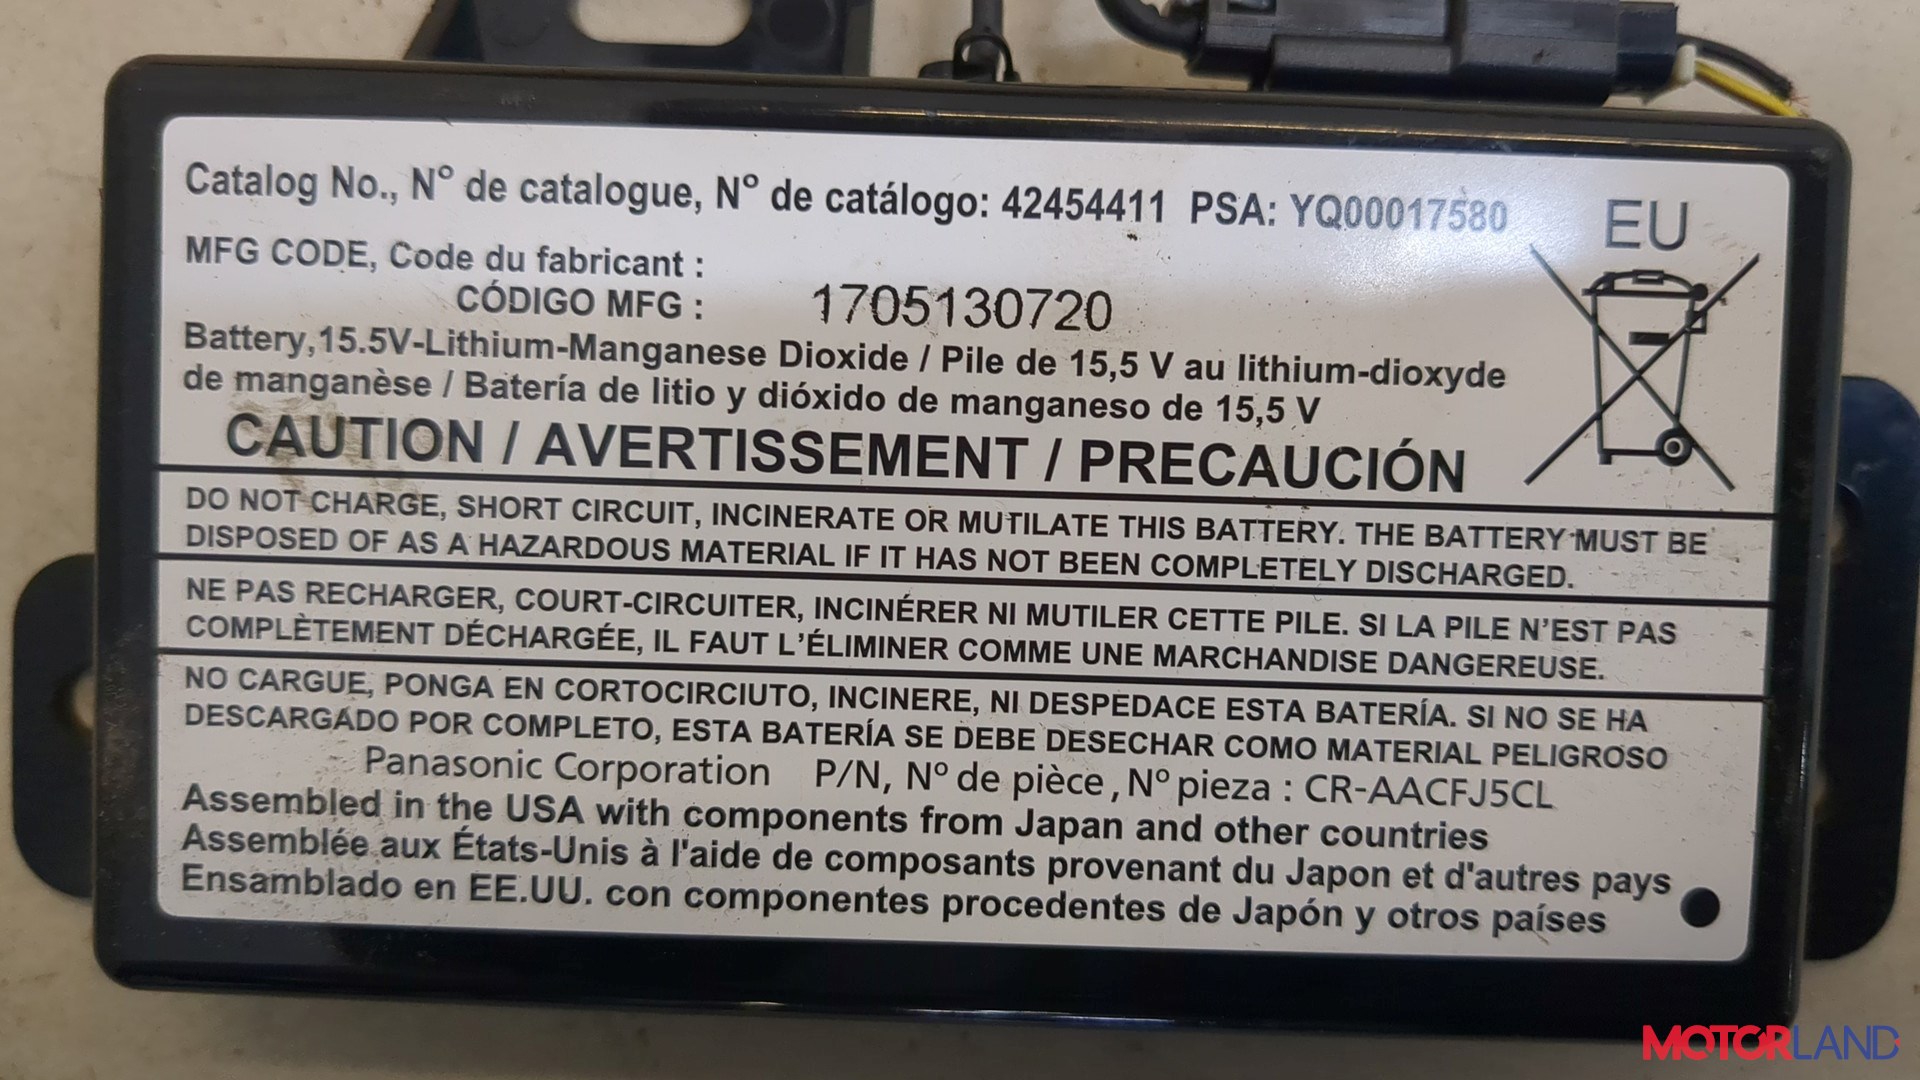 Catalog No., N° de catalogue, N° de catálogo: 42454411 PSA: YQ00017580
EU
MFG CODE, Code du fabricant :
CÓDIGO MFG : 1705130720
Battery,15.5V-Lithium-Manganese Dioxide / Pile de 15,5 V au lithium-dioxyde
de manganèse / Batería de litio y dióxido de manganeso de 15,5 V
CAUTION / AVERTISSEMENT / PRECAUCIÓN
DO NOT CHARGE, SHORT CIRCUIT, INCINERATE OR MUTILATE THIS BATTERY. THE BATTERY MUST BE
DISPOSED OF AS A HAZARDOUS MATERIAL IF IT HAS NOT BEEN COMPLETELY DISCHARGED.
NE PAS RECHARGER, COURT-CIRCUITER, INCINÉRER NI MUTILER CETTE PILE. SI LA PILE N'EST PAS
COMPLÈTEMENT DÉCHARGÉE, IL FAUT L'ÉLIMINER COMME UNE MARCHANDISE DANGEREUSE.
NO CARGUE, PONGA EN CORTOCIRCIUTO, INCINERE, NI DESPEDACE ESTA BATERÍA. SI NO SE HA
DESCARGADO POR COMPLETO, ESTA BATERÍA SE DEBE DESECHAR COMO MATERIAL PELIGROSO
Panasonic Corporation P/N, N° de pièce, N° pieza : CR-AACFJ5CL
Assembled in the USA with components from Japan and other countries
Assemblée aux États-Unis à l'aide de composants provenant du Japon et d'autres pays
Ensamblado en EE.UU. con componentes procedentes de Japón y otros países
MOTORLAND